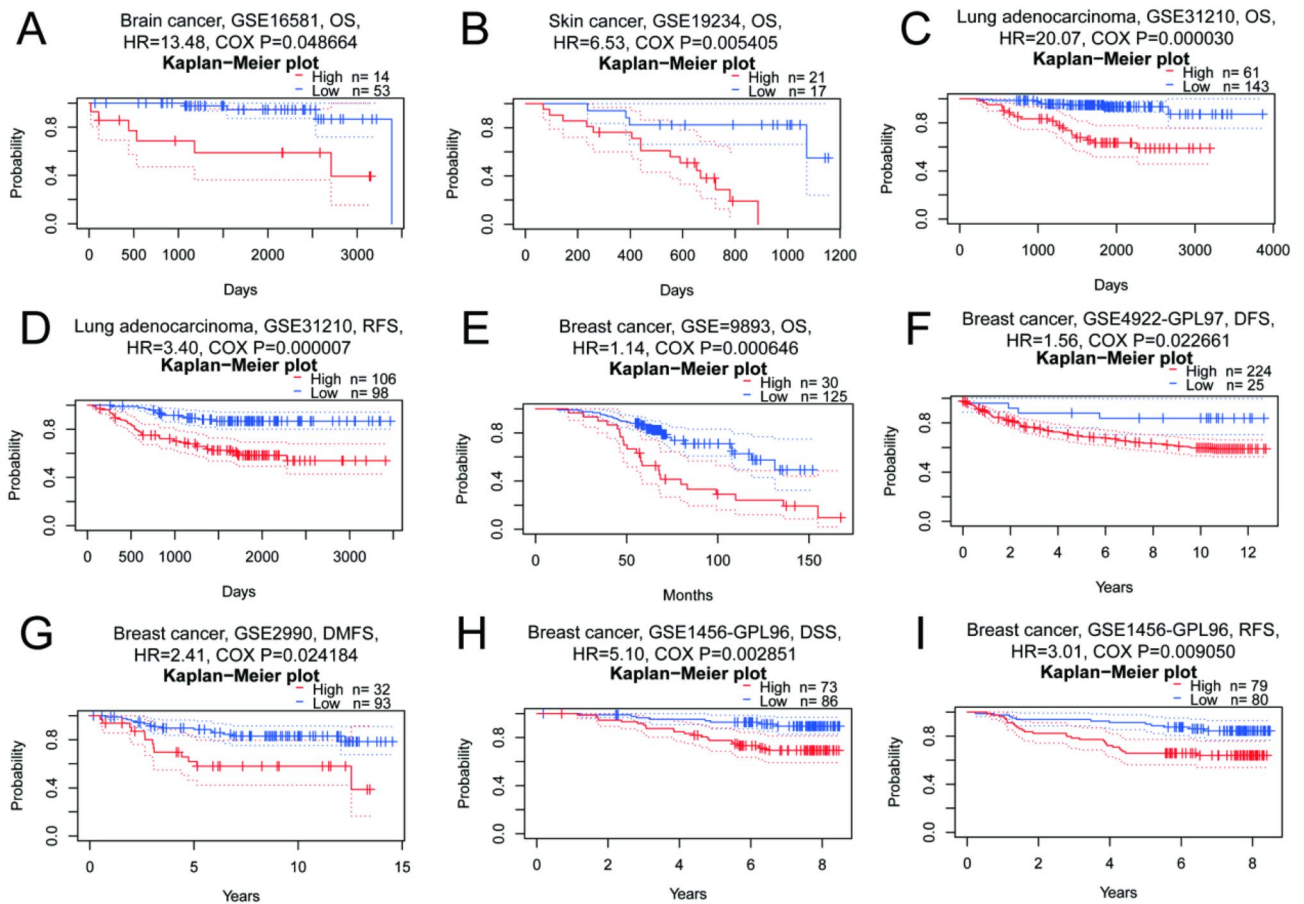 A
Brain cancer, GSE16581, OS,
HR=13.48, COX P=0.048664
Kaplan−Meier plot
High n= 14
Low n= 53
Probability
0.0 0.4 0.8
0 500 1000 2000 3000
Days
B
Skin cancer, GSE19234, OS,
HR=6.53, COX P=0.005405
Kaplan−Meier plot
High n= 21
Low n= 17
Probability
0.0 0.4 0.8
0 200 400 600 800 1000 1200
Days
C
Lung adenocarcinoma, GSE31210, OS,
HR=20.07, COX P=0.000030
Kaplan−Meier plot
High n= 61
Low n= 143
Probability
0.0 0.4 0.8
0 1000 2000 3000 4000
Days
D
Lung adenocarcinoma, GSE31210, RFS,
HR=3.40, COX P=0.000007
Kaplan−Meier plot
High n= 106
Low n= 98
Probability
0.0 0.4 0.8
0 500 1000 2000 3000
Days
E
Breast cancer, GSE=9893, OS,
HR=1.14, COX P=0.000646
Kaplan−Meier plot
High n= 30
Low n= 125
Probability
0.0 0.4 0.8
0 50 100 150
Months
F
Breast cancer, GSE4922-GPL97, DFS,
HR=1.56, COX P=0.022661
Kaplan−Meier plot
High n= 224
Low n= 25
Probability
0.0 0.4 0.8
0 2 4 6 8 10 12
Years
G
Breast cancer, GSE2990, DMFS,
HR=2.41, COX P=0.024184
Kaplan−Meier plot
High n= 32
Low n= 93
Probability
0.0 0.4 0.8
0 5 10 15
Years
H
Breast cancer, GSE1456-GPL96, DSS,
HR=5.10, COX P=0.002851
Kaplan−Meier plot
High n= 73
Low n= 86
Probability
0.0 0.4 0.8
0 2 4 6 8
Years
I
Breast cancer, GSE1456-GPL96, RFS,
HR=3.01, COX P=0.009050
Kaplan−Meier plot
High n= 79
Low n= 80
Probability
0.0 0.4 0.8
0 2 4 6 8
Years